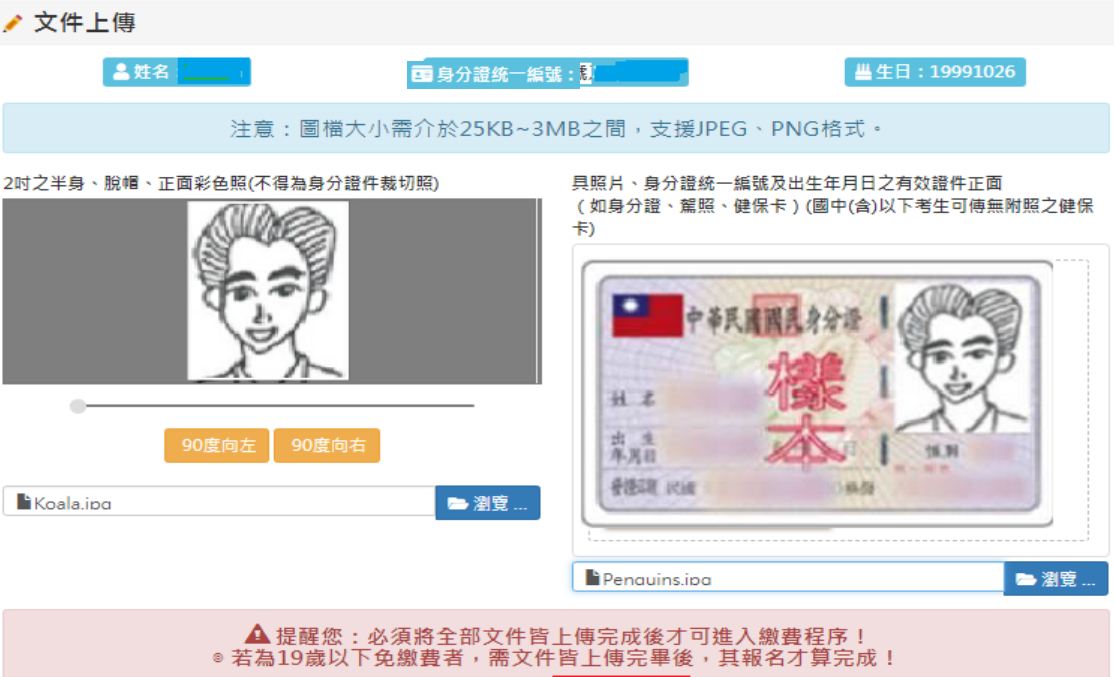 文件上傳
姓名
身分證統一編號：
生日：19991026
注意：圖檔大小需介於25KB~3MB之間，支援JPEG、PNG格式。
2吋之半身、脫帽、正面彩色照(不得為身分證件裁切照)
90度向左 90度向右
Koala.jpg
瀏覽 ...
具照片、身分證統一編號及出生年月日之有效證件正面
（如身分證、駕照、健保卡）(國中(含)以下考生可傳無附照之健保
卡)
中華民國國民身分證
樣本
姓名
出生
年月日
日
性別
發證日期 民國
換發
Penguins.jpg
瀏覽 ...
提醒您：必須將全部文件皆上傳完成後才可進入繳費程序！
◎若為19歲以下免繳費者，需文件皆上傳完畢後，其報名才算完成！